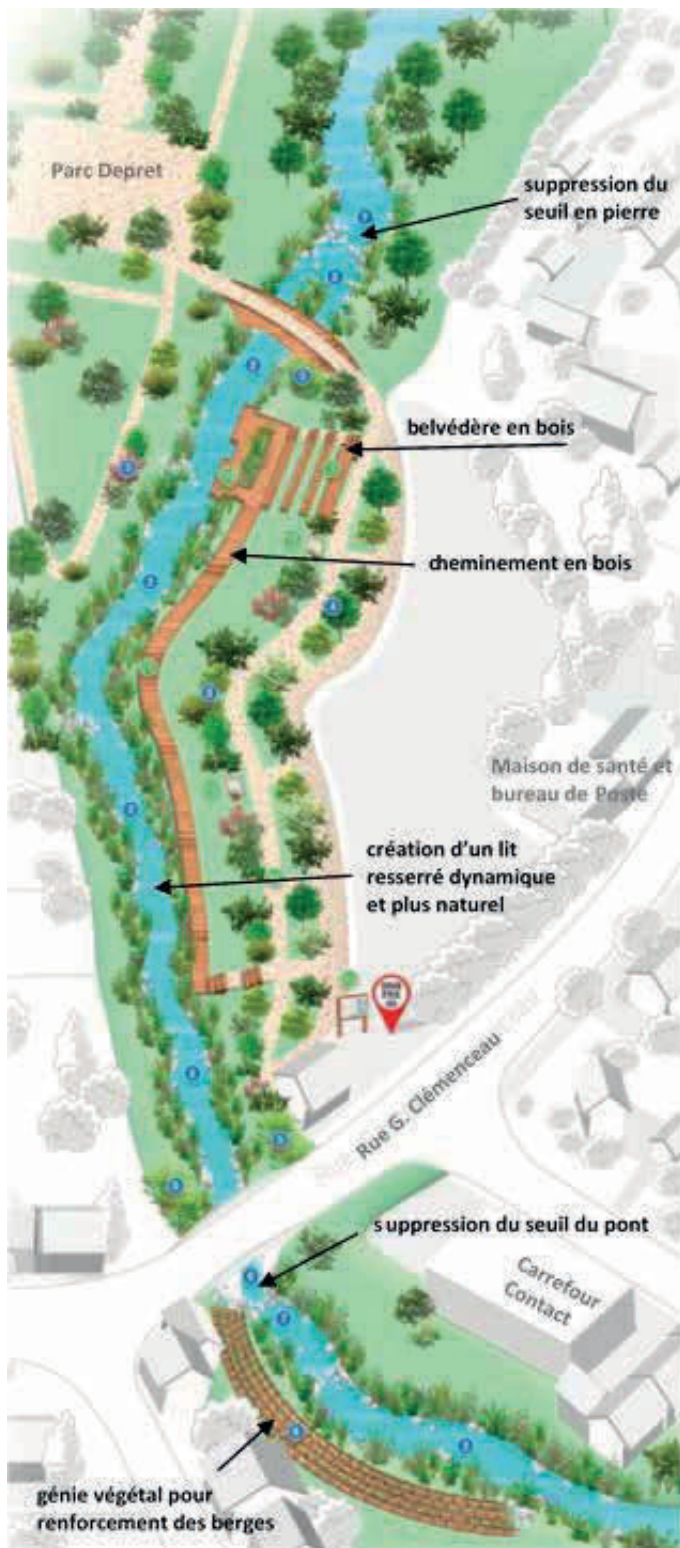 Parc Depret
suppression du
seuil en pierre
belvédère en bois
cheminement en bois
Maison de santé et
bureau de Poste
création d'un lit
resserré dynamique
et plus naturel
Rue G. Clémenceau
suppression du seuil du pont
Carrefour
Contact
génie végétal pour
renforcement des berges